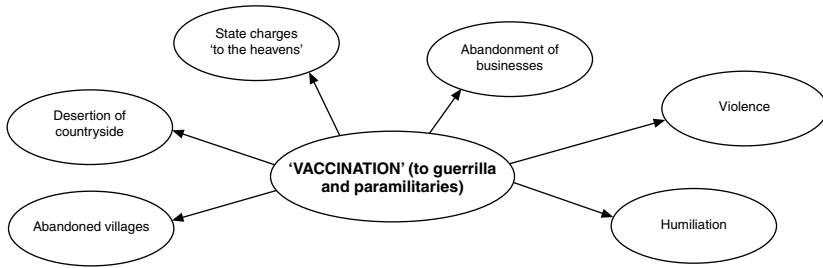 State charges
‘to the heavens’
Abandonment of
businesses
Desertion of
countryside
Violence
‘VACCINATION’ (to guerrilla
and paramilitaries)
Abandoned villages
Humiliation